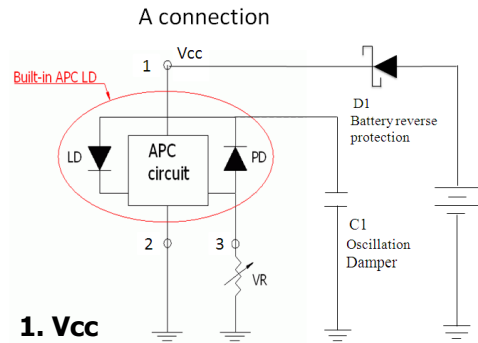 A connection
1
Vcc
Built-in APC LD
D1
Battery reverse
protection
LD
APC
circuit
PD
C1
Oscillation
Damper
2
3
VR
1. Vcc